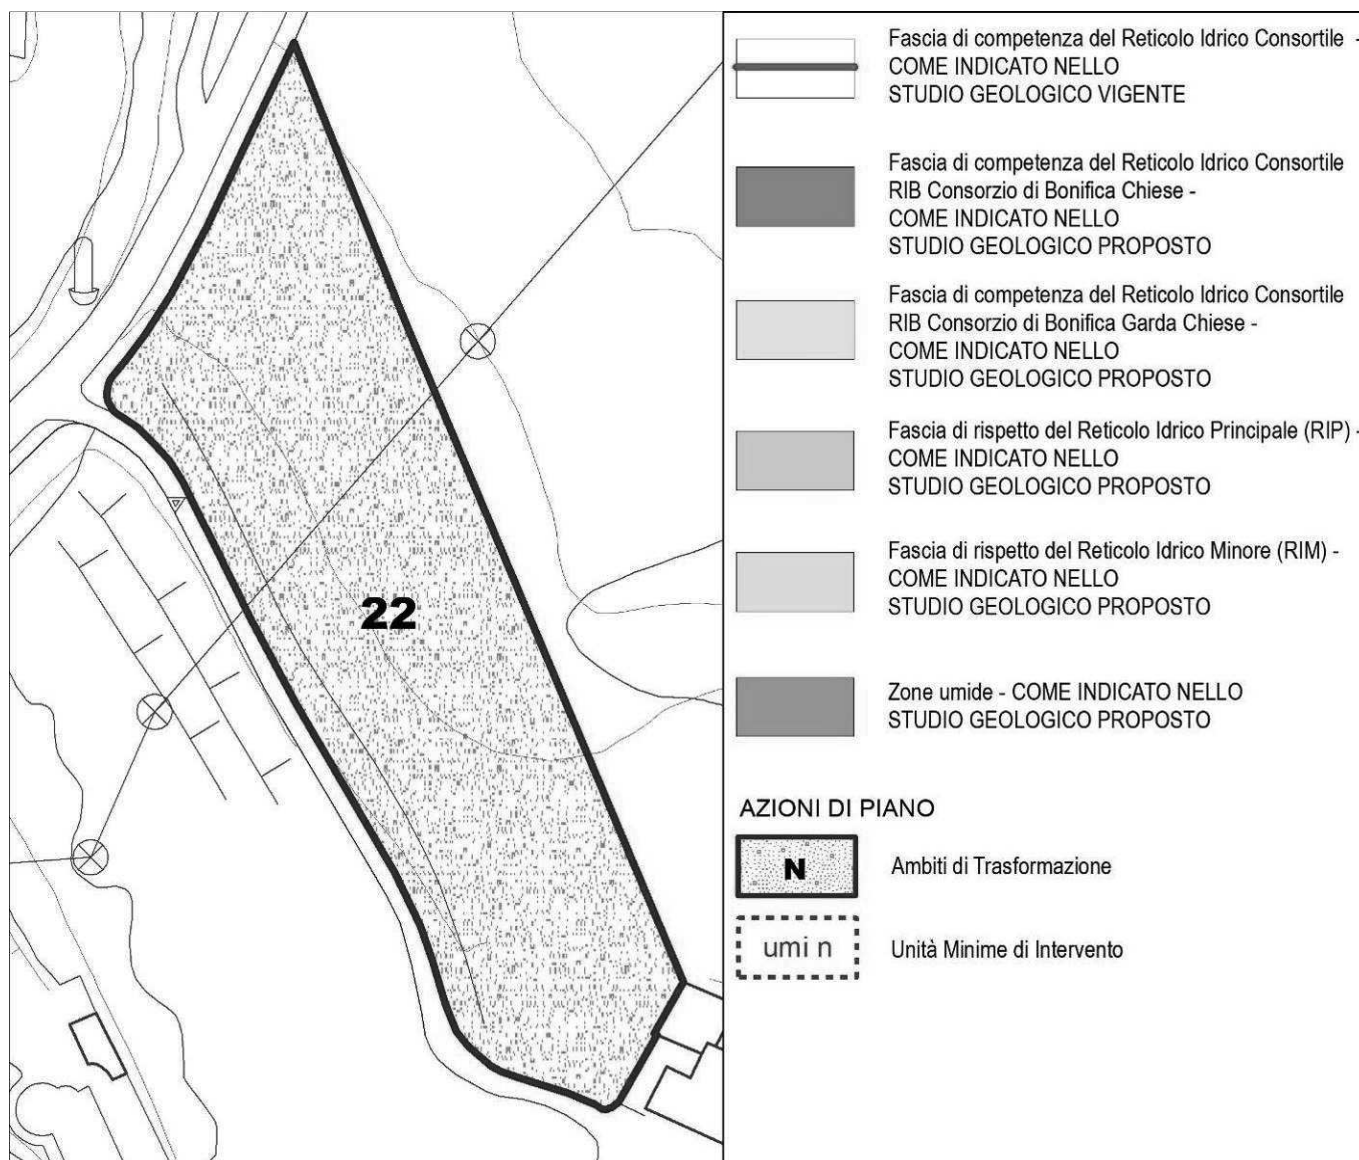 22
Fascia di competenza del Reticolo Idrico Consortile -
COME INDICATO NELLO
STUDIO GEOLOGICO VIGENTE
Fascia di competenza del Reticolo Idrico Consortile
RIB Consorzio di Bonifica Chiese -
COME INDICATO NELLO
STUDIO GEOLOGICO PROPOSTO
Fascia di competenza del Reticolo Idrico Consortile
RIB Consorzio di Bonifica Garda Chiese -
COME INDICATO NELLO
STUDIO GEOLOGICO PROPOSTO
Fascia di rispetto del Reticolo Idrico Principale (RIP) -
COME INDICATO NELLO
STUDIO GEOLOGICO PROPOSTO
Fascia di rispetto del Reticolo Idrico Minore (RIM) -
COME INDICATO NELLO
STUDIO GEOLOGICO PROPOSTO
Zone umide - COME INDICATO NELLO
STUDIO GEOLOGICO PROPOSTO
AZIONI DI PIANO
N
Ambiti di Trasformazione
umi n
Unità Minime di Intervento